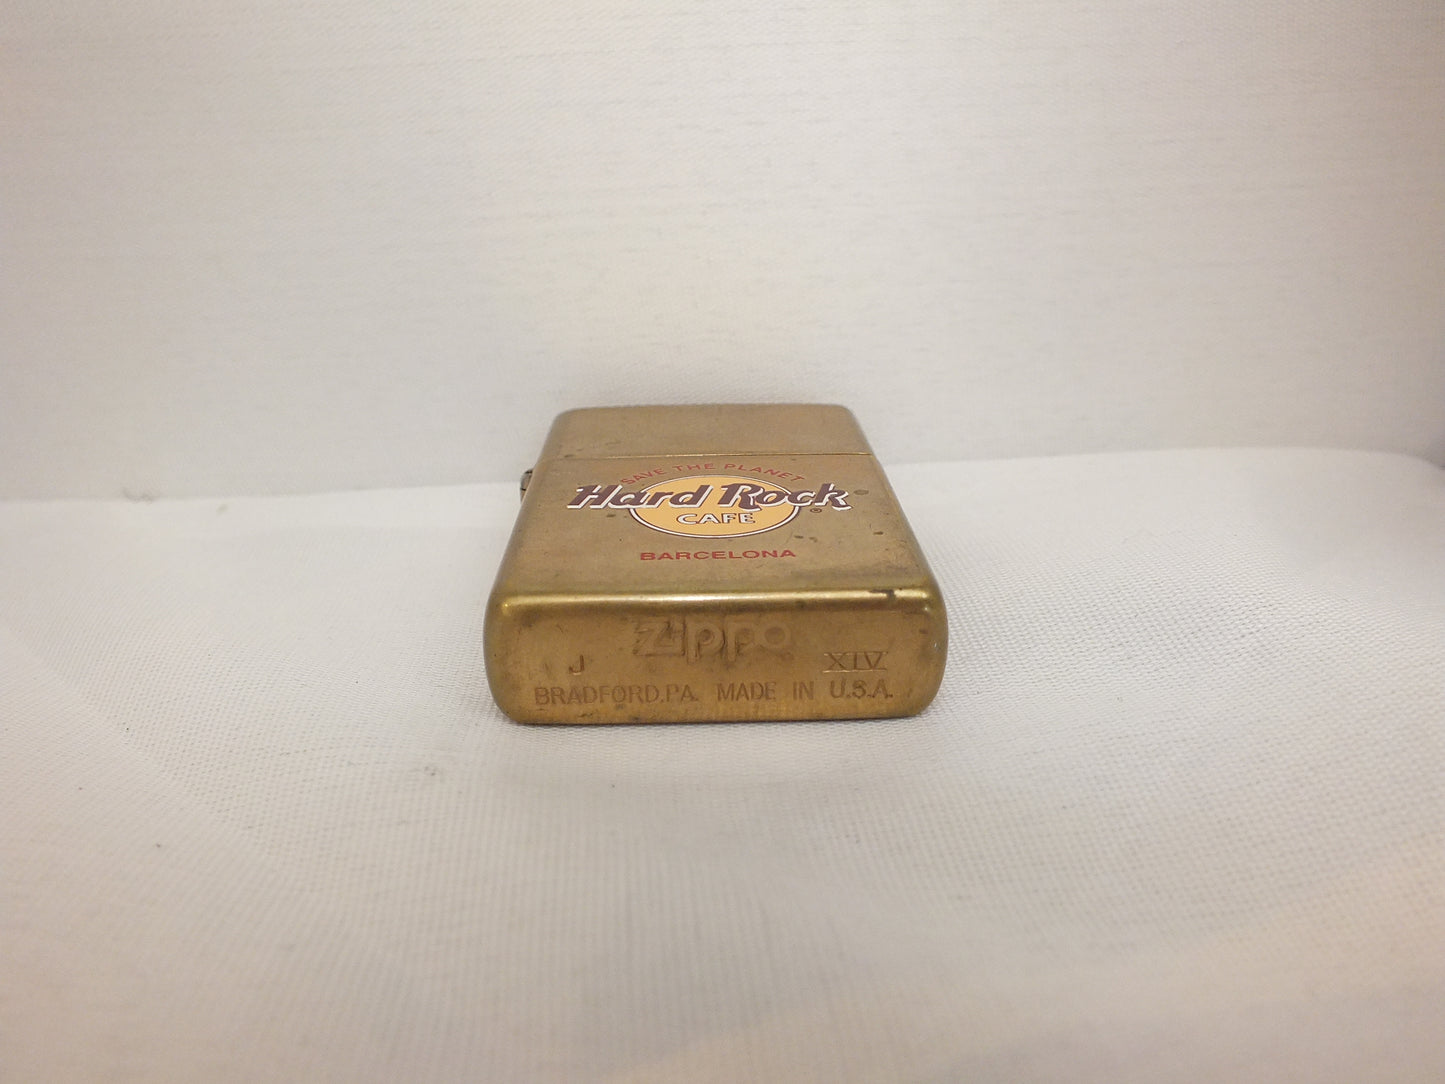 SAVE THE PLANET
Hard Rock
CAFE ®
BARCELONA
Zippo
J XIV
BRADFORD,PA. MADE IN U.S.A.